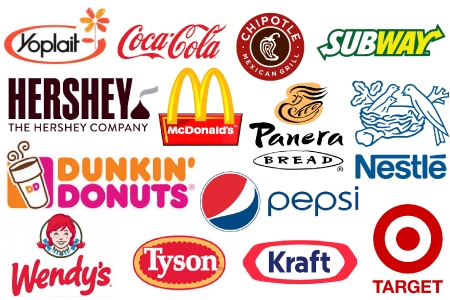 Yoplait
Coca-Cola
CHIPOTLE
MEXICAN GRILL
SUBWAY
HERSHEY
THE HERSHEY COMPANY
McDonald's
Panera
BREAD®
Nestlé
DD
DUNKIN'
DONUTS®
pepsi
Wendy's
Tyson
Kraft
TARGET